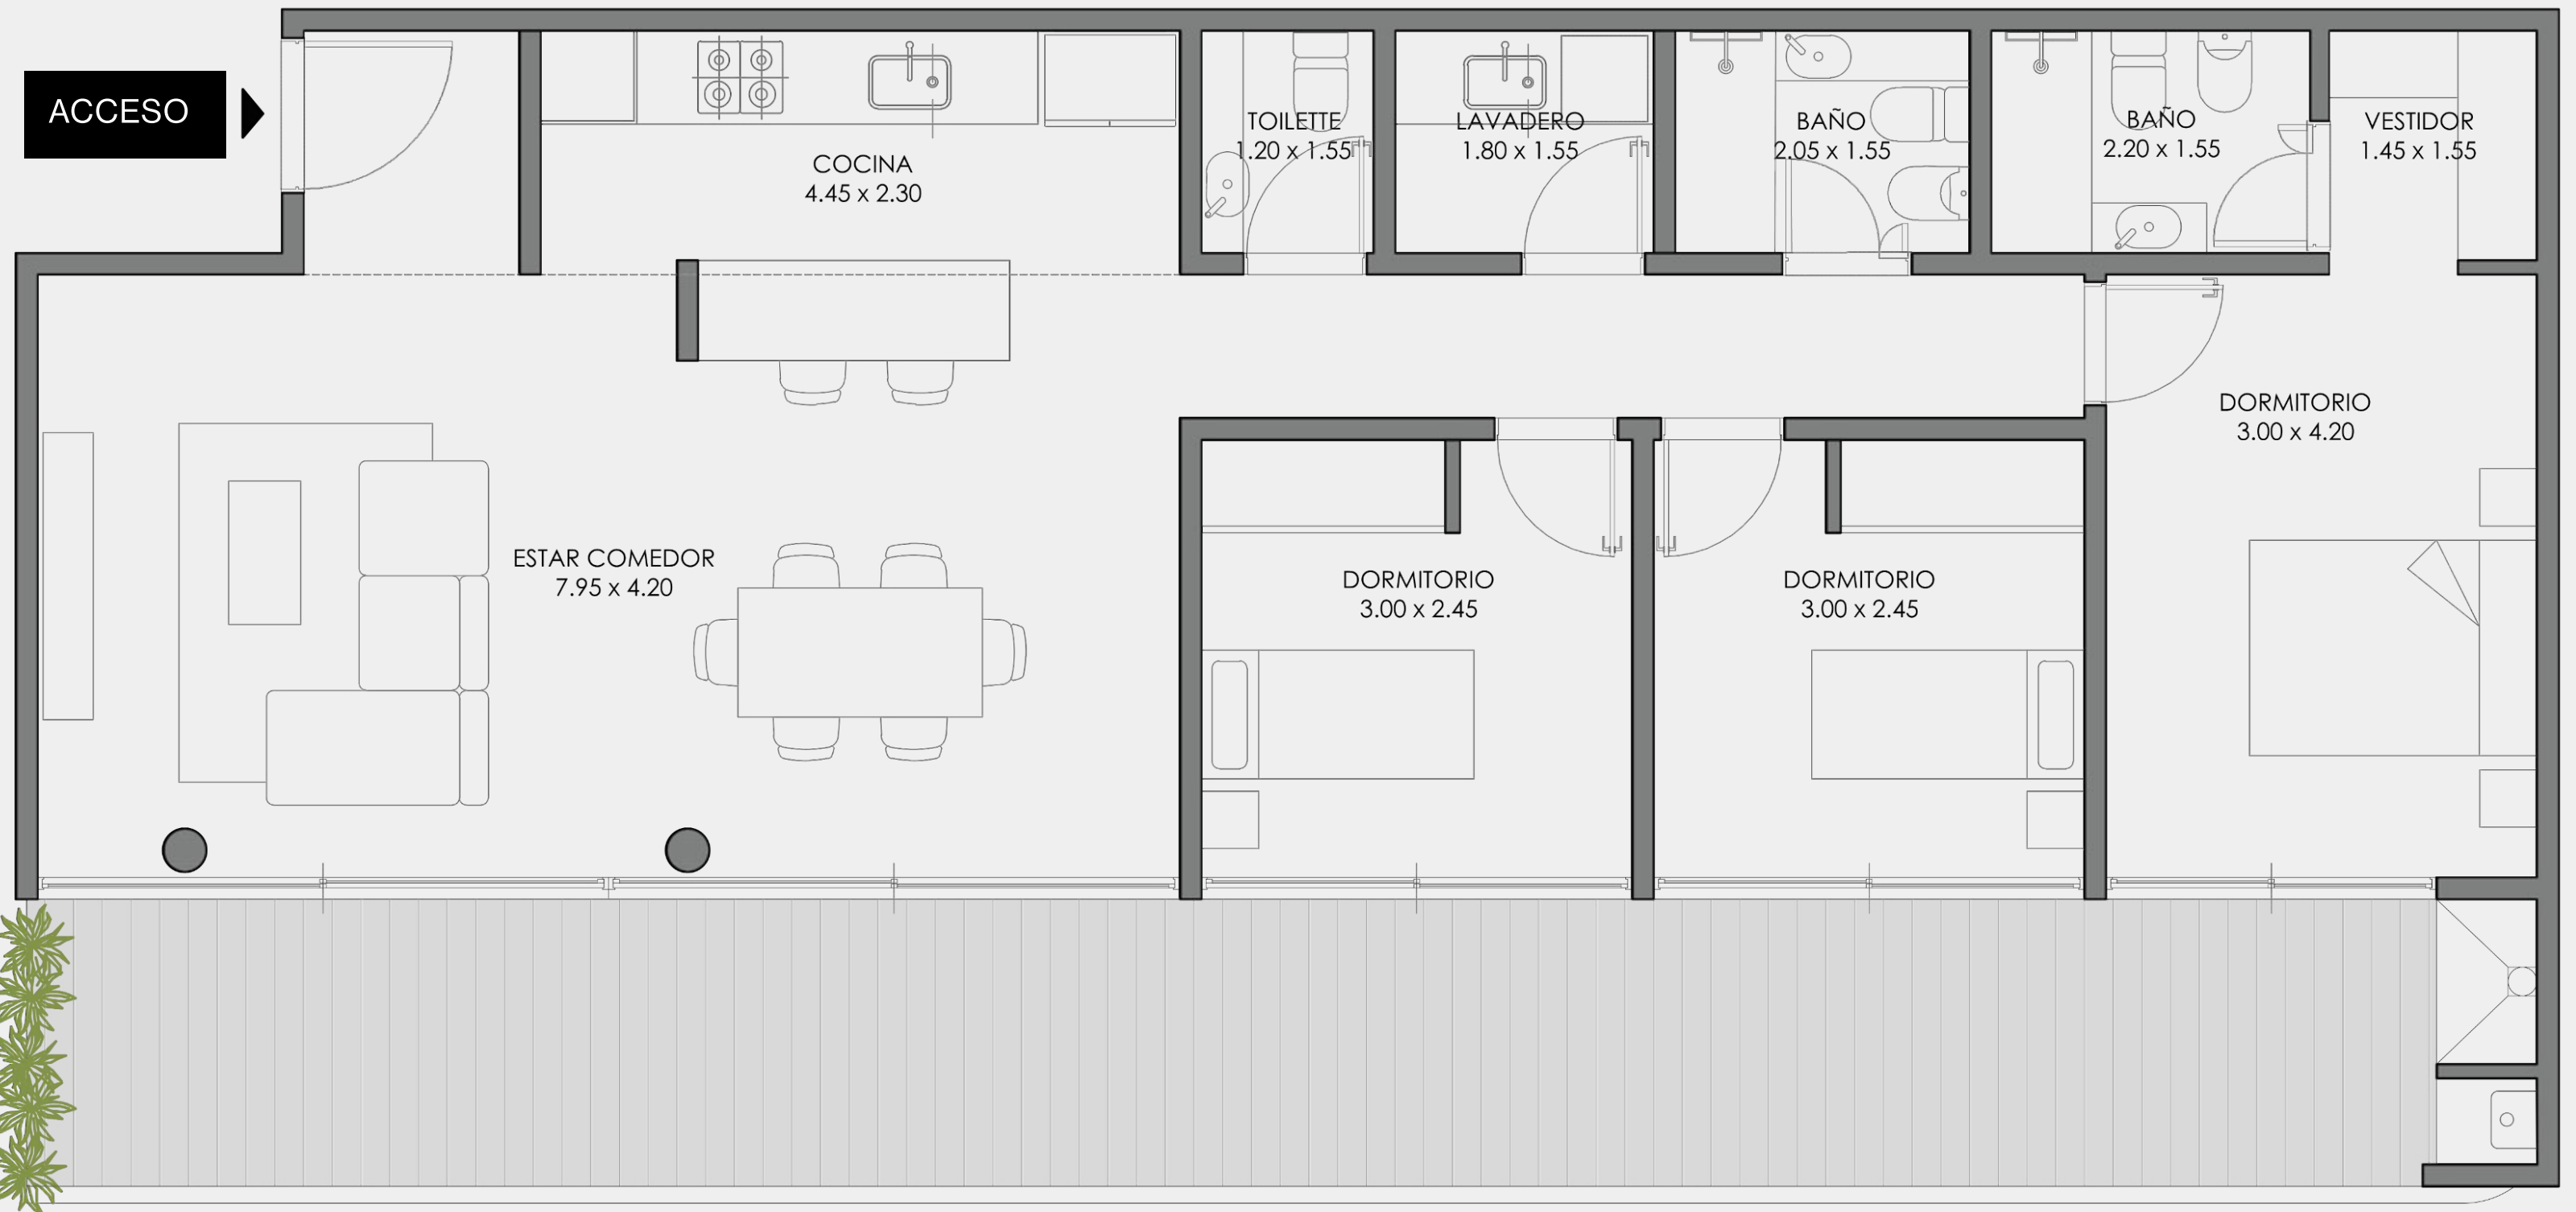 ACCESO
COCINA
4.45 x 2.30
TOILETTE
1.20 x 1.55
LAVADERO
1.80 x 1.55
BAÑO
2.05 x 1.55
BAÑO
2.20 x 1.55
VESTIDOR
1.45 x 1.55
DORMITORIO
3.00 x 4.20
ESTAR COMEDOR
7.95 x 4.20
DORMITORIO
3.00 x 2.45
DORMITORIO
3.00 x 2.45